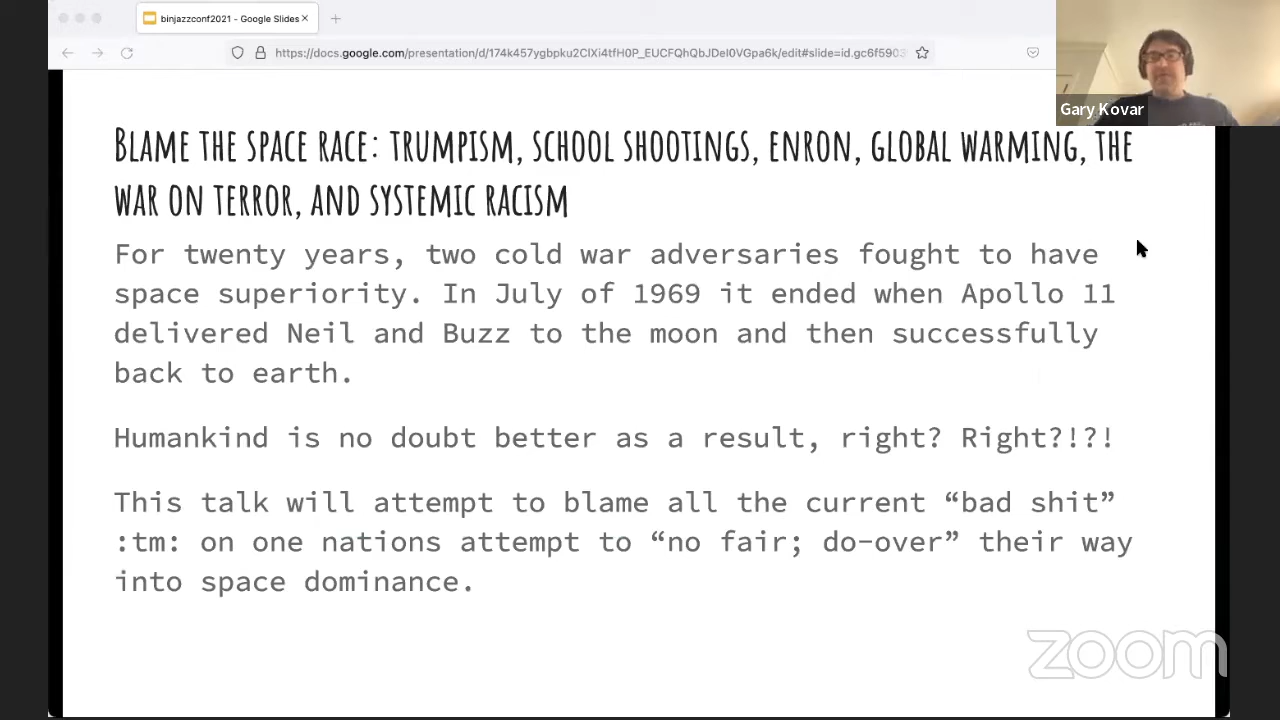 binjazzconf2021 - Google Slides
https://docs.google.com/presentation/d/174k457ygbpku2ClXi4tfH0P_EUCFQhQbJDeI0VGpa6k/edit#slide=id.gc6f5903
Gary Kovar
BLAME THE SPACE RACE: TRUMPISM, SCHOOL SHOOTINGS, ENRON, GLOBAL WARMING, THE
WAR ON TERROR, AND SYSTEMIC RACISM
For twenty years, two cold war adversaries fought to have
space superiority. In July of 1969 it ended when Apollo 11
delivered Neil and Buzz to the moon and then successfully
back to earth.
Humankind is no doubt better as a result, right? Right?!?!
This talk will attempt to blame all the current “bad shit”
:tm: on one nations attempt to “no fair; do-over” their way
into space dominance.
zoom